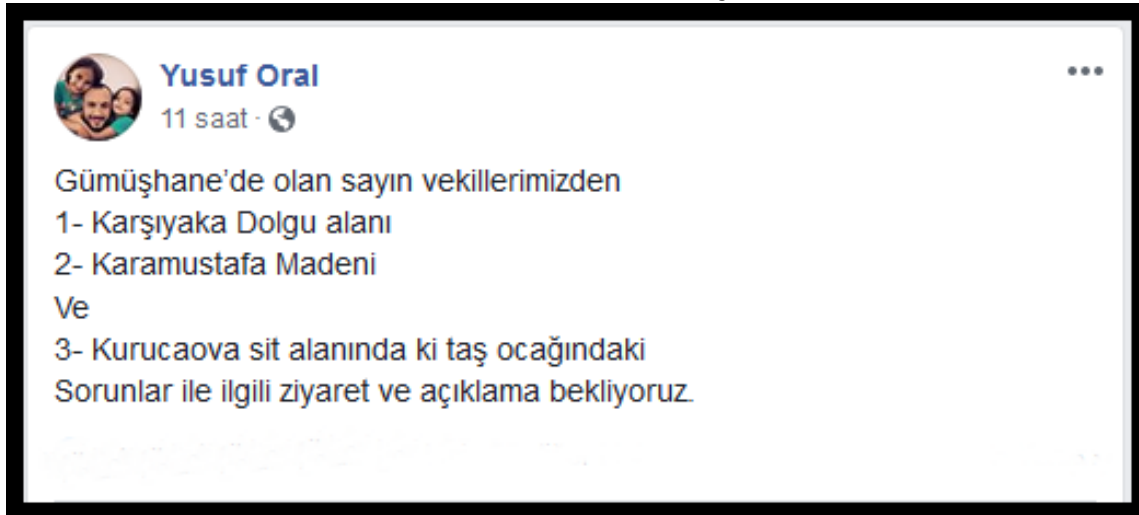 Yusuf Oral
11 saat ·
Gümüşhane'de olan sayın vekillerimizden
1- Karşıyaka Dolgu alanı
2- Karamustafa Madeni
Ve
3- Kurucaova sit alanında ki taş ocağındaki
Sorunlar ile ilgili ziyaret ve açıklama bekliyoruz.